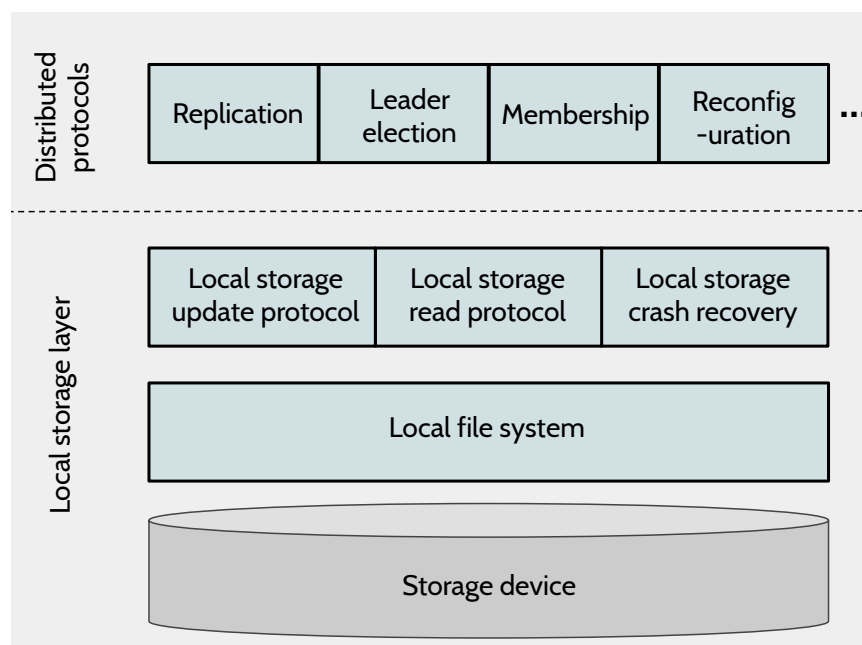 Distributed
protocols
Replication
Leader
election
Membership
Reconfig
-uration
...
Local storage layer
Local storage
update protocol
Local storage
read protocol
Local storage
crash recovery
Local file system
Storage device